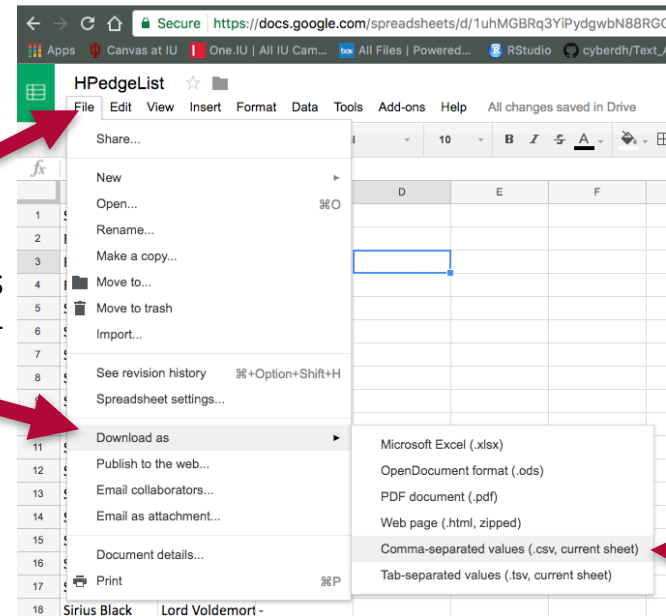 Secure https://docs.google.com/spreadsheets/d/1uhMGBRq3YiPydgwbN88RG
Apps Canvas at IU One.IU | All IU Cam... box All Files | Powered... RStudio cyberdh/Text_
HPedgeList
File Edit View Insert Format Data Tools Add-ons Help All changes saved in Drive
Share... 10 B I S A
fx
New
D E F
Open... ⌘O
1
Rename...
2
Make a copy...
3
Move to...
4
Move to trash
5
Import...
6
7
See revision history ⌘+Option+Shift+H
8
Spreadsheet settings...
Download as
11
Microsoft Excel (.xlsx)
Publish to the web...
12
OpenDocument format (.ods)
Email collaborators...
13
PDF document (.pdf)
Email as attachment...
14
Web page (.html, zipped)
15
Comma-separated values (.csv, current sheet)
Document details...
16
Tab-separated values (.tsv, current sheet)
Print ⌘P
17
18 Sirius Black Lord Voldemort -